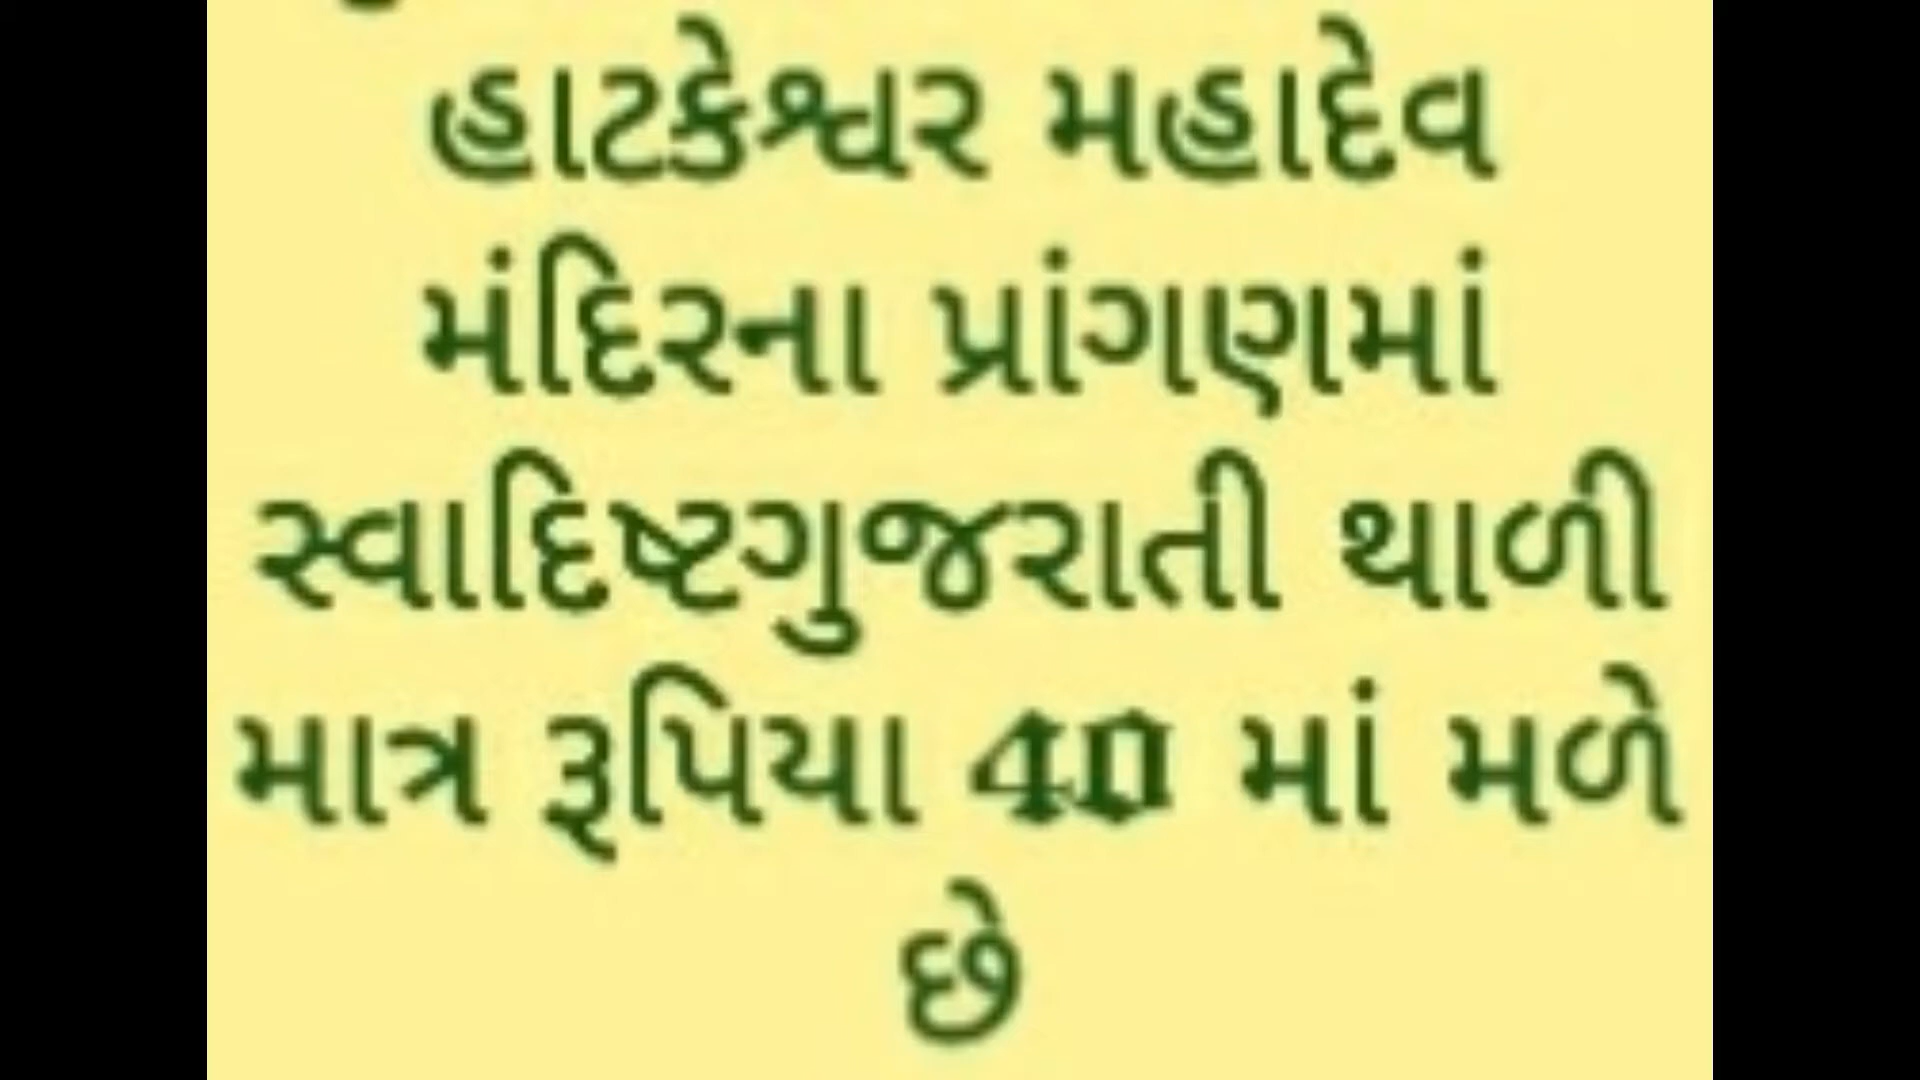 હાટકેશ્વર મહાદેવ
મંદિરના પ્રાંગણમાં
સ્વાદિષ્ટગુજરાતી થાળી
માત્ર રૂપિયા 40 માં મળે
છે